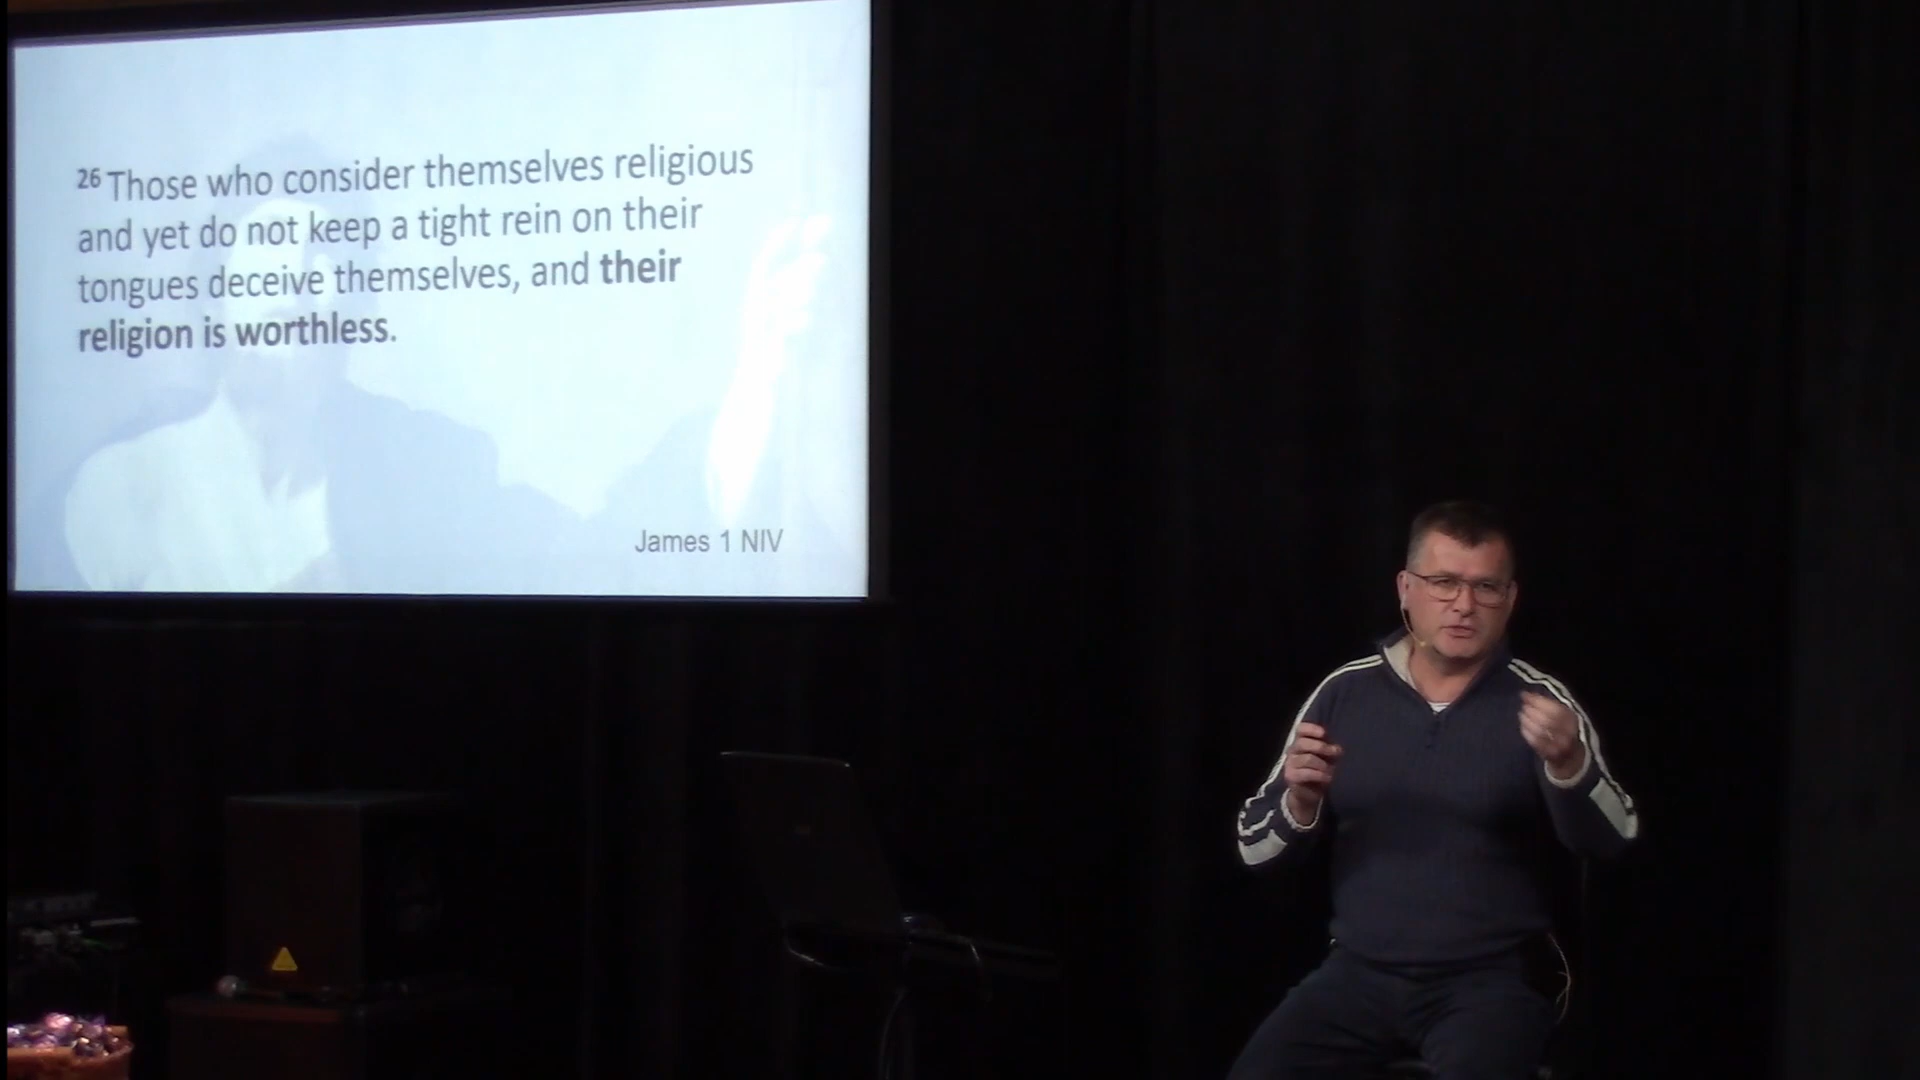 26 Those who consider themselves religious
and yet do not keep a tight rein on their
tongues deceive themselves, and their
religion is worthless.
James 1 NIV